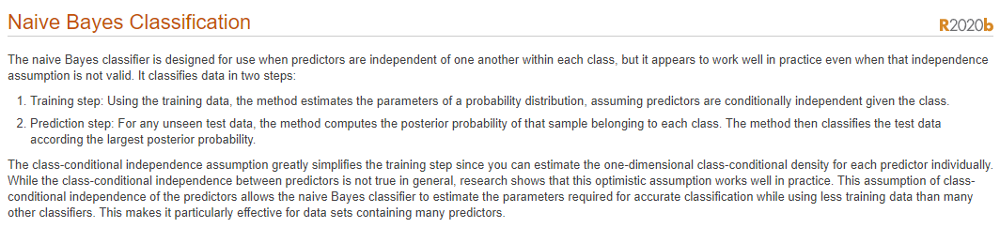 Naive Bayes Classification
R2020b
The naive Bayes classifier is designed for use when predictors are independent of one another within each class, but it appears to work well in practice even when that independence
assumption is not valid. It classifies data in two steps:
1. Training step: Using the training data, the method estimates the parameters of a probability distribution, assuming predictors are conditionally independent given the class.
2. Prediction step: For any unseen test data, the method computes the posterior probability of that sample belonging to each class. The method then classifies the test data
according the largest posterior probability.
The class-conditional independence assumption greatly simplifies the training step since you can estimate the one-dimensional class-conditional density for each predictor individually.
While the class-conditional independence between predictors is not true in general, research shows that this optimistic assumption works well in practice. This assumption of class-
conditional independence of the predictors allows the naive Bayes classifier to estimate the parameters required for accurate classification while using less training data than many
other classifiers. This makes it particularly effective for data sets containing many predictors.